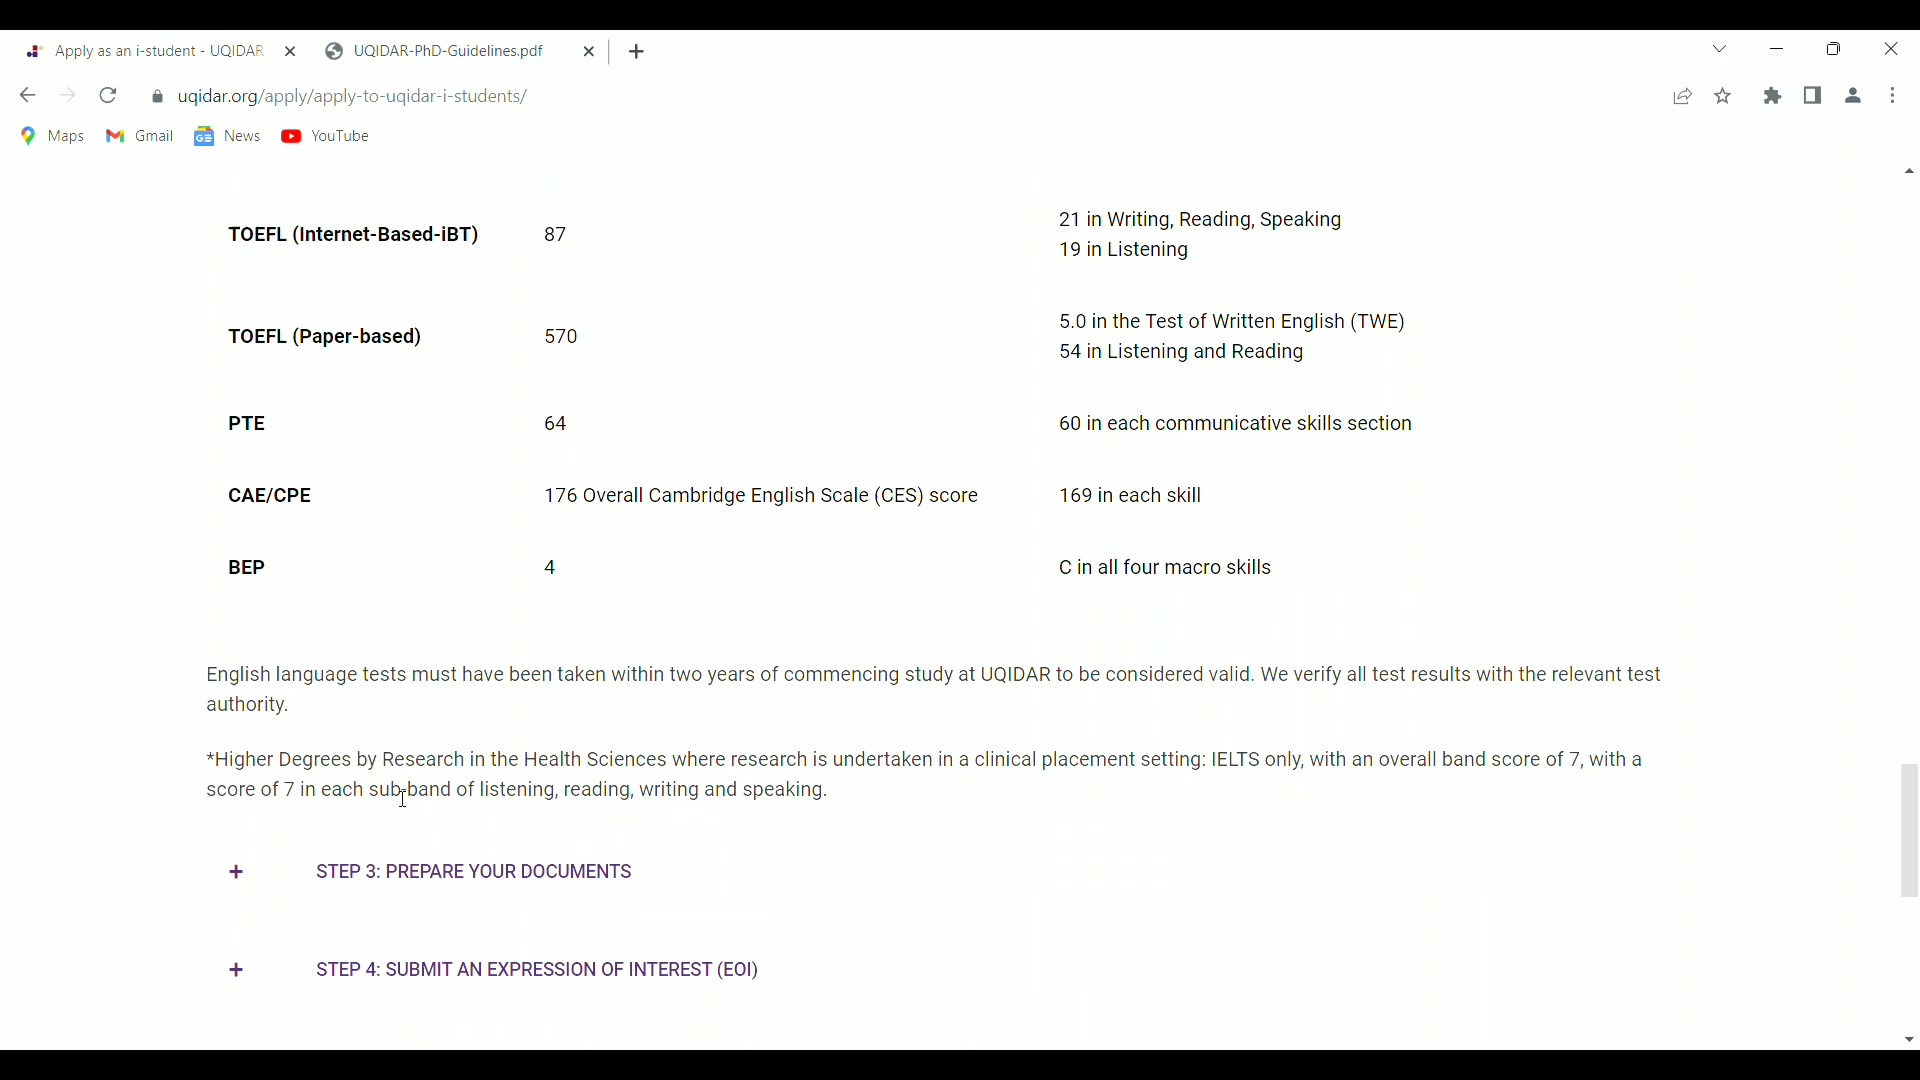 Apply as an i-student - UQIDAR
UQIDAR-PhD-Guidelines.pdf
uqidar.org/apply/apply-to-uqidar-i-students/
Maps
Gmail
News
YouTube
TOEFL (Internet-Based-iBT)
87
21 in Writing, Reading, Speaking
19 in Listening
TOEFL (Paper-based)
570
5.0 in the Test of Written English (TWE)
54 in Listening and Reading
PTE
64
60 in each communicative skills section
CAE/CPE
176 Overall Cambridge English Scale (CES) score
169 in each skill
BEP
4
C in all four macro skills
English language tests must have been taken within two years of commencing study at UQIDAR to be considered valid. We verify all test results with the relevant test
authority.
*Higher Degrees by Research in the Health Sciences where research is undertaken in a clinical placement setting: IELTS only, with an overall band score of 7, with a
score of 7 in each sub-band of listening, reading, writing and speaking.
+ STEP 3: PREPARE YOUR DOCUMENTS
+ STEP 4: SUBMIT AN EXPRESSION OF INTEREST (EOI)